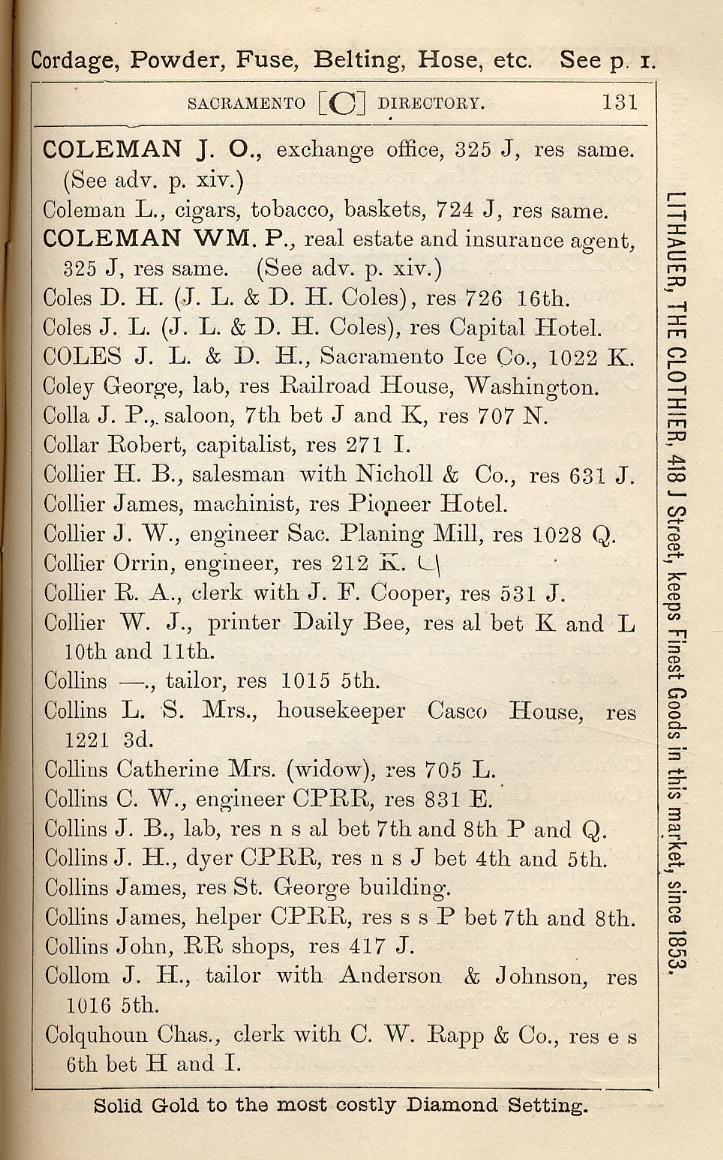 Cordage, Powder, Fuse, Belting, Hose, etc. See p. 1.
SACRAMENTO [C] DIRECTORY. 131
COLEMAN J. O., exchange office, 325 J, res same.
(See adv. p. xiv.)
Coleman L., cigars, tobacco, baskets, 724 J, res same.
COLEMAN WM. P., real estate and insurance agent,
325 J, res same. (See adv. p. xiv.)
Coles D. H. (J. L. & D. H. Coles), res 726 16th.
Coles J. L. (J. L. & D. H. Coles), res Capital Hotel.
COLES J. L. & D. H., Sacramento Ice Co., 1022 K.
Coley George, lab, res Railroad House, Washington.
Colla J. P., saloon, 7th bet J and K, res 707 N.
Collar Robert, capitalist, res 271 I.
Collier H. B., salesman with Nicholl & Co., res 631 J.
Collier James, machinist, res Pioneer Hotel.
Collier J. W., engineer Sac. Planing Mill, res 1028 Q.
Collier Orrin, engineer, res 212 K.
Collier R. A., clerk with J. F. Cooper, res 531 J.
Collier W. J., printer Daily Bee, res al bet K and L
10th and 11th.
Collins —., tailor, res 1015 5th.
Collins L. S. Mrs., housekeeper Casco House, res
1221 3d.
Collins Catherine Mrs. (widow), res 705 L.
Collins C. W., engineer CPRR, res 831 E.
Collins J. B., lab, res n s al bet 7th and 8th P and Q.
Collins J. H., dyer CPRR, res n s J bet 4th and 5th.
Collins James, res St. George building.
Collins James, helper CPRR, res s s P bet 7th and 8th.
Collins John, RR shops, res 417 J.
Collom J. H., tailor with Anderson & Johnson, res
1016 5th.
Colquhoun Chas., clerk with C. W. Rapp & Co., res e s
6th bet H and I.
Solid Gold to the most costly Diamond Setting.
LITHAUER, THE CLOTHIER, 418 J Street, keeps Finest Goods in this market, since 1853.